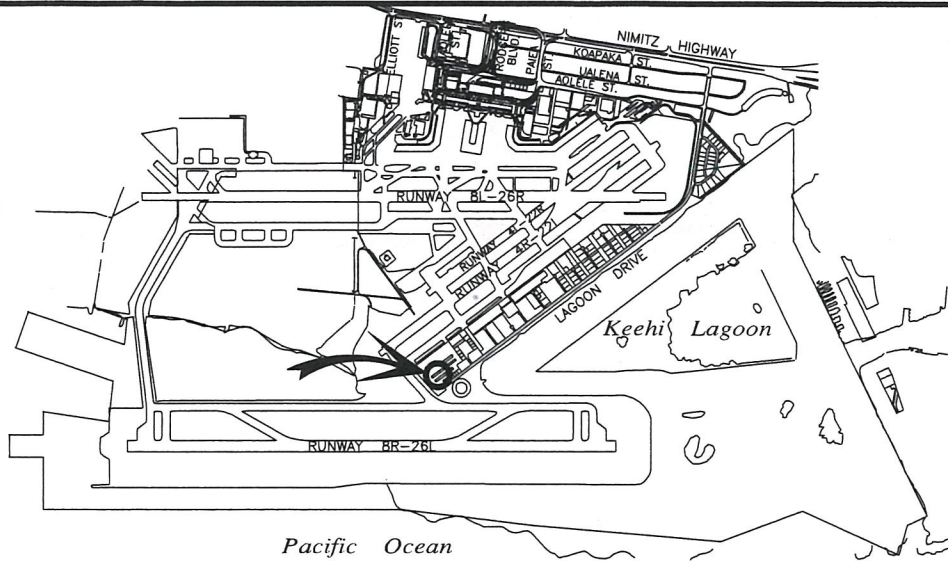 NIMITZ HIGHWAY
ELLIOTT S
ST.
RODGE
BLVD
PAIEA
ST.
KOAPAKA ST.
UALENA ST.
AOLELE ST.
RUNWAY 8L-26R
RUNWAY 4L 22R
RUNWAY 4R 22L
LAGOON DRIVE
Keehi Lagoon
RUNWAY 8R-26L
Pacific Ocean